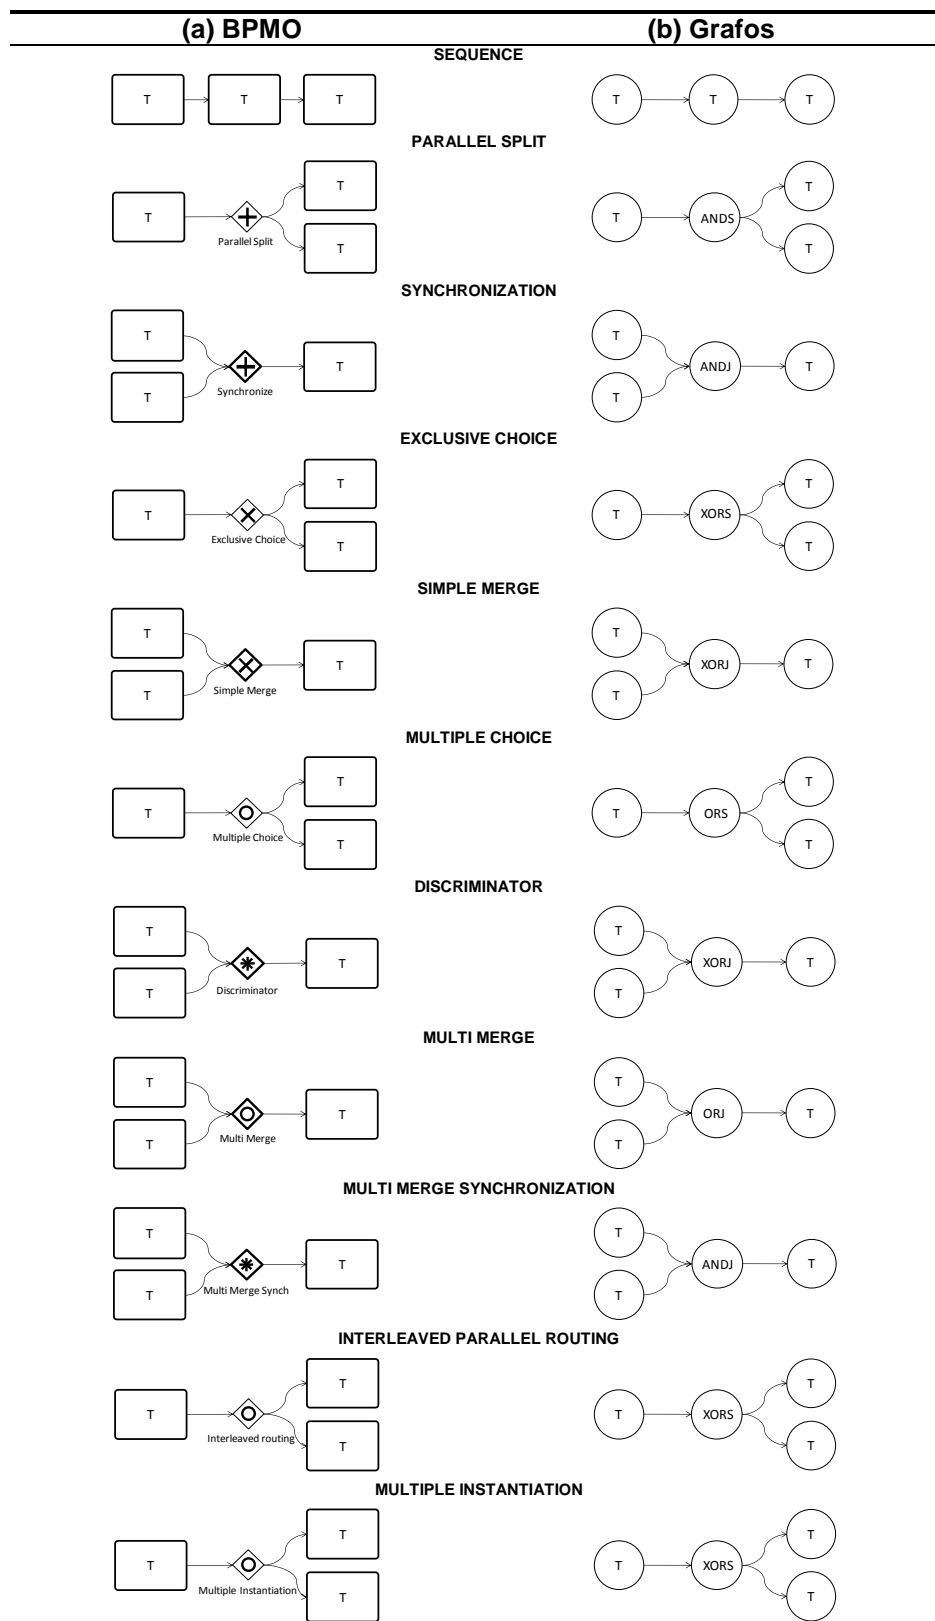 (a) BPMO (b) Grafos
SEQUENCE
T T T T T T
PARALLEL SPLIT
T T
T ANDS
T T
T T
Parallel Split
SYNCHRONIZATION
T T
T ANDJ T
T T
Synchronize
EXCLUSIVE CHOICE
T T
T T XORS
T T
Exclusive Choice
SIMPLE MERGE
T T
T XORJ T
T T
Simple Merge
MULTIPLE CHOICE
T T
T T ORS
Multiple Choice
T T
DISCRIMINATOR
T T
T XORJ T
Discriminator
T T
MULTI MERGE
T T
T ORJ T
Multi Merge
T T
MULTI MERGE SYNCHRONIZATION
T T
T ANDJ T
Multi Merge Synch
T T
INTERLEAVED PARALLEL ROUTING
T T
T T XORS
Interleaved routing
T T
MULTIPLE INSTANTIATION
T T
T T XORS
Multiple Instantiation
T T